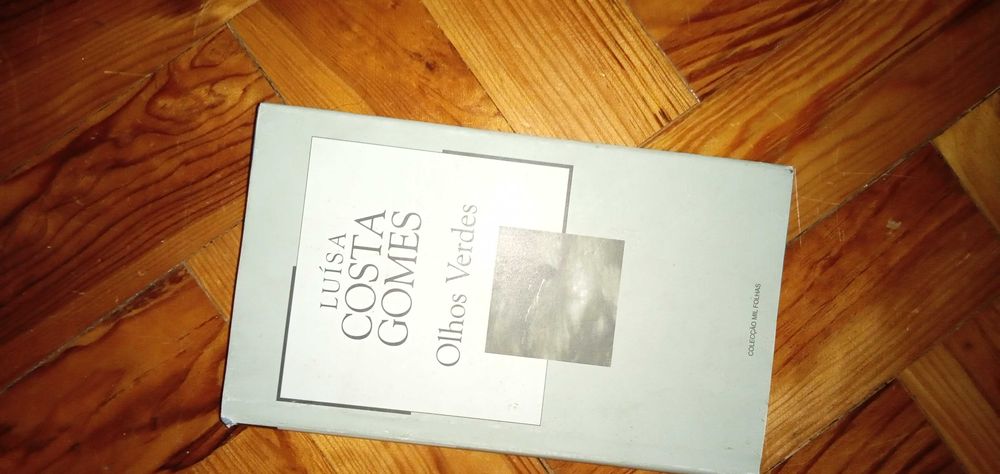 LUÍSA
COSTA
GOMES
Olhos Verdes
COLECÇÃO MIL FOLHAS